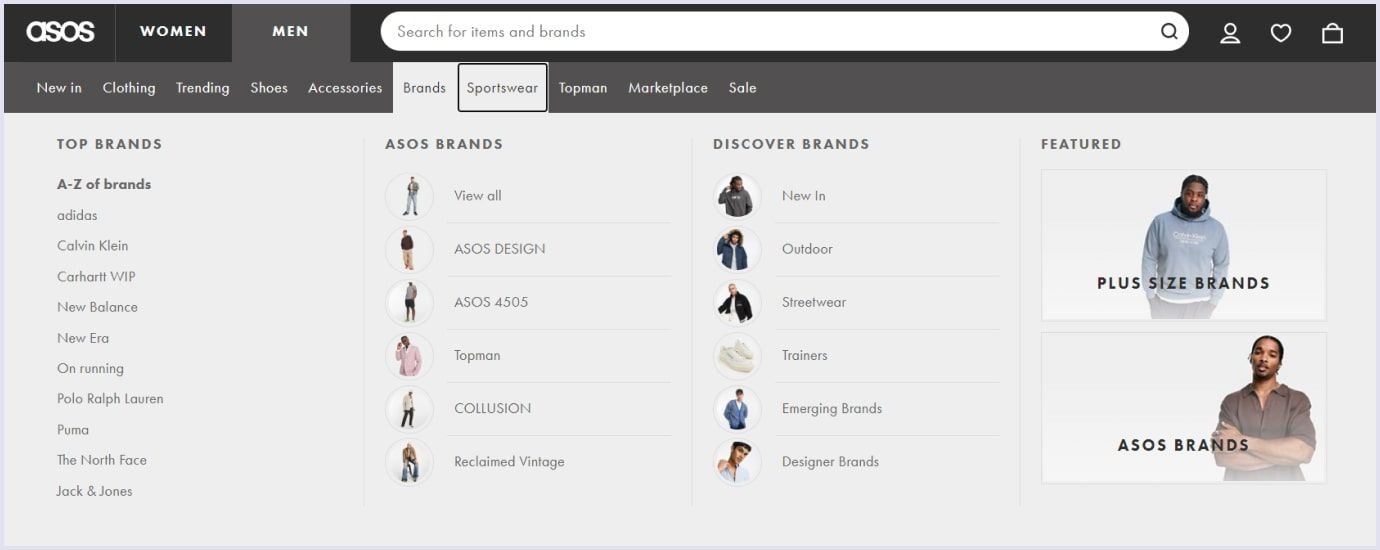 asos
WOMEN
MEN
Search for items and brands
New in
Clothing
Trending
Shoes
Accessories
Brands
Sportswear
Topman
Marketplace
Sale
TOP BRANDS
A-Z of brands
adidas
Calvin Klein
Carhartt WIP
New Balance
New Era
On running
Polo Ralph Lauren
Puma
The North Face
Jack & Jones
ASOS BRANDS
View all
ASOS DESIGN
ASOS 4505
Topman
COLLUSION
Reclaimed Vintage
DISCOVER BRANDS
New In
Outdoor
Streetwear
Trainers
Emerging Brands
Designer Brands
FEATURED
Calvin Klein
PLUS SIZE BRANDS
ASOS BRANDS